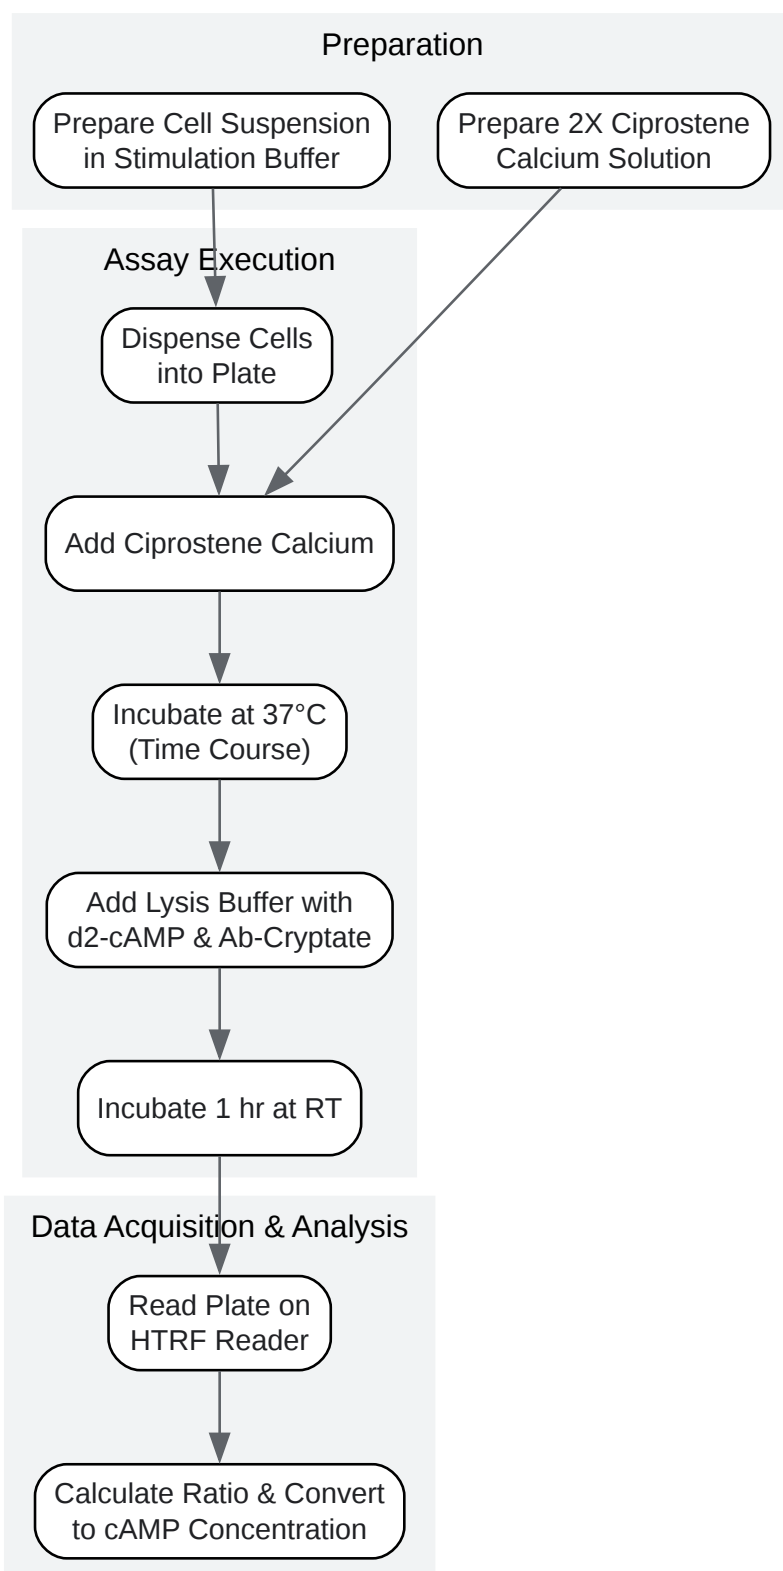 Preparation
Prepare Cell Suspension
in Stimulation Buffer
Prepare 2X Ciprostene
Calcium Solution
Assay Execution
Dispense Cells
into Plate
Add Ciprostene Calcium
Incubate at 37°C
(Time Course)
Add Lysis Buffer with
d2-cAMP & Ab-Cryptate
Incubate 1 hr at RT
Data Acquisition & Analysis
Read Plate on
HTRF Reader
Calculate Ratio & Convert
to cAMP Concentration